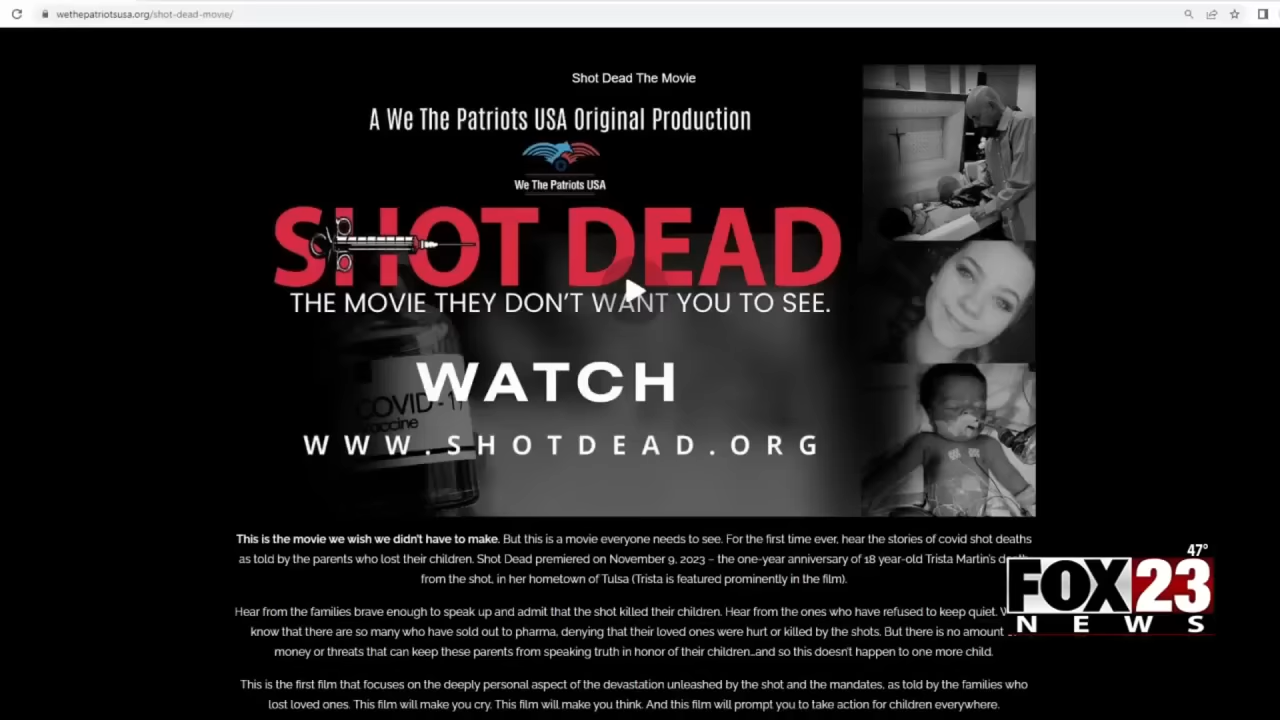 wethepatriotsusa.org/shot-dead-movie/
Shot Dead The Movie
A We The Patriots USA Original Production
We The Patriots USA
SHOT DEAD
THE MOVIE THEY DON'T WANT YOU TO SEE.
WATCH
COVID-19
vaccine
WWW.SHOTDEAD.ORG
This is the movie we wish we didn't have to make. But this is a movie everyone needs to see. For the first time ever, hear the stories of covid shot deaths
as told by the parents who lost their children. Shot Dead premiered on November 9, 2023 – the one-year anniversary of 18 year-old Trista Martin's
from the shot, in her hometown of Tulsa (Trista is featured prominently in the film).
Hear from the families brave enough to speak up and admit that the shot killed their children. Hear from the ones who have refused to keep quiet.
know that there are so many who have sold out to pharma, denying that their loved ones were hurt or killed by the shots. But there is no amount
money or threats that can keep these parents from speaking truth in honor of their children...and so this doesn't happen to one more child.
This is the first film that focuses on the deeply personal aspect of the devastation unleashed by the shot and the mandates, as told by the families who
lost loved ones. This film will make you cry. This film will make you think. And this film will prompt you to take action for children everywhere.
47°
FOX 23
NEWS